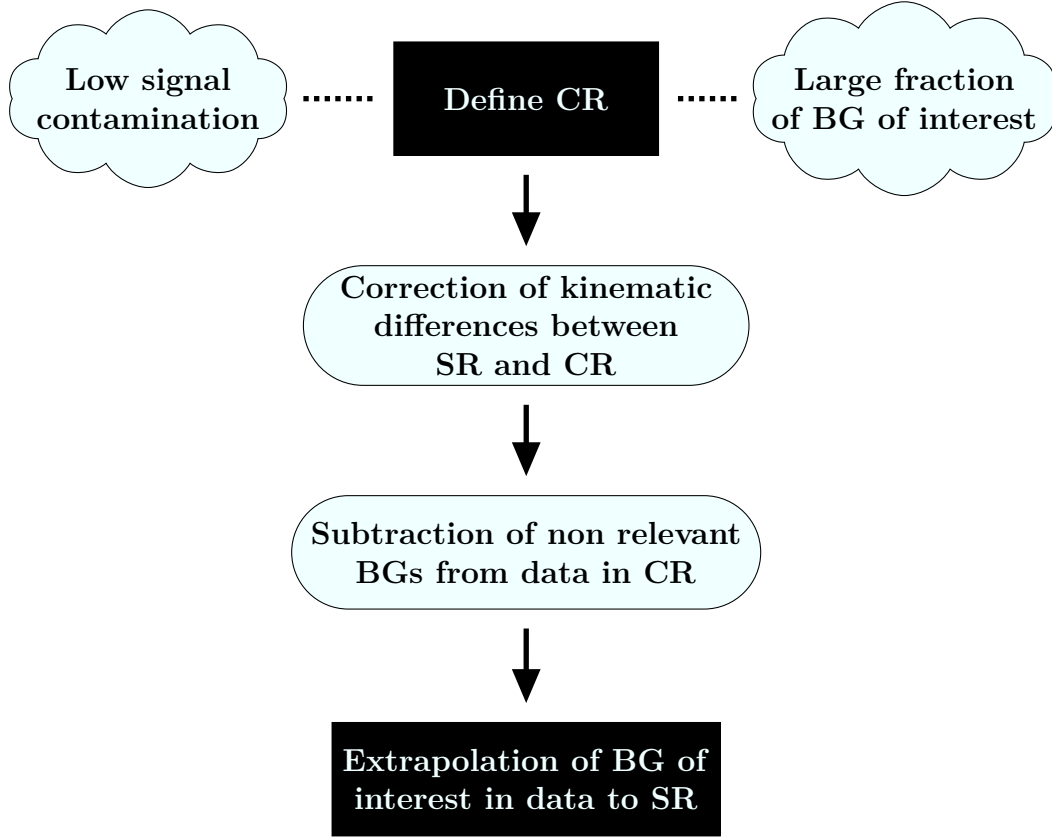 Low signal
contamination
Define CR
Large fraction
of BG of interest
Correction of kinematic
differences between
SR and CR
Subtraction of non relevant
BGs from data in CR
Extrapolation of BG of
interest in data to SR